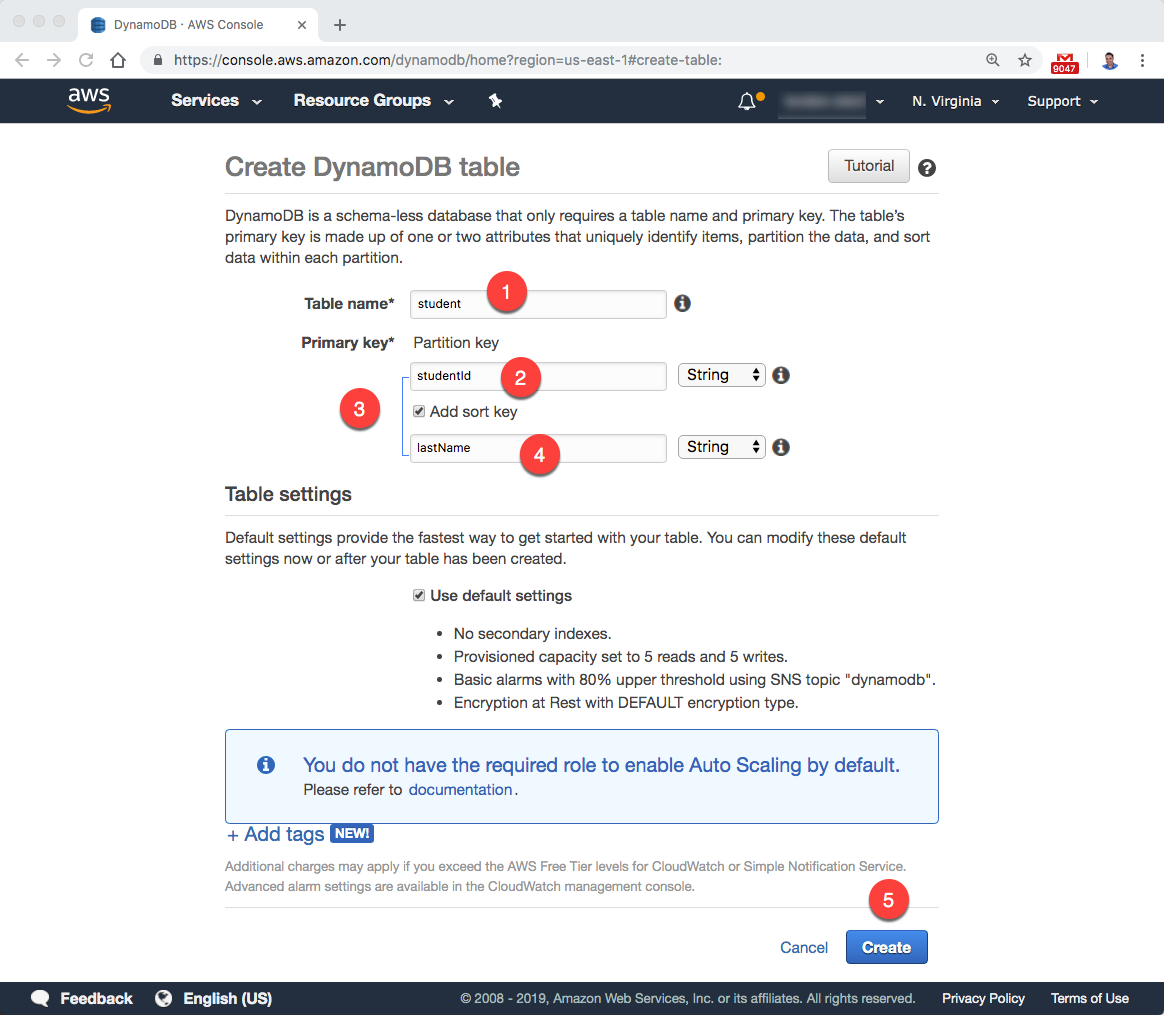 DynamoDB · AWS Console
https://console.aws.amazon.com/dynamodb/home?region=us-east-1#create-table:
9047
aws
Services
Resource Groups
N. Virginia
Support
Create DynamoDB table
Tutorial
DynamoDB is a schema-less database that only requires a table name and primary key. The table's
primary key is made up of one or two attributes that uniquely identify items, partition the data, and sort
data within each partition.
Table name*
student
1
Primary key*
Partition key
studentId
2
String
3
Add sort key
lastName
4
String
Table settings
Default settings provide the fastest way to get started with your table. You can modify these default
settings now or after your table has been created.
Use default settings
• No secondary indexes.
• Provisioned capacity set to 5 reads and 5 writes.
• Basic alarms with 80% upper threshold using SNS topic "dynamodb".
• Encryption at Rest with DEFAULT encryption type.
You do not have the required role to enable Auto Scaling by default.
Please refer to documentation.
+ Add tags NEW!
Additional charges may apply if you exceed the AWS Free Tier levels for CloudWatch or Simple Notification Service.
Advanced alarm settings are available in the CloudWatch management console.
5
Cancel
Create
Feedback
English (US)
© 2008 - 2019, Amazon Web Services, Inc. or its affiliates. All rights reserved.
Privacy Policy
Terms of Use